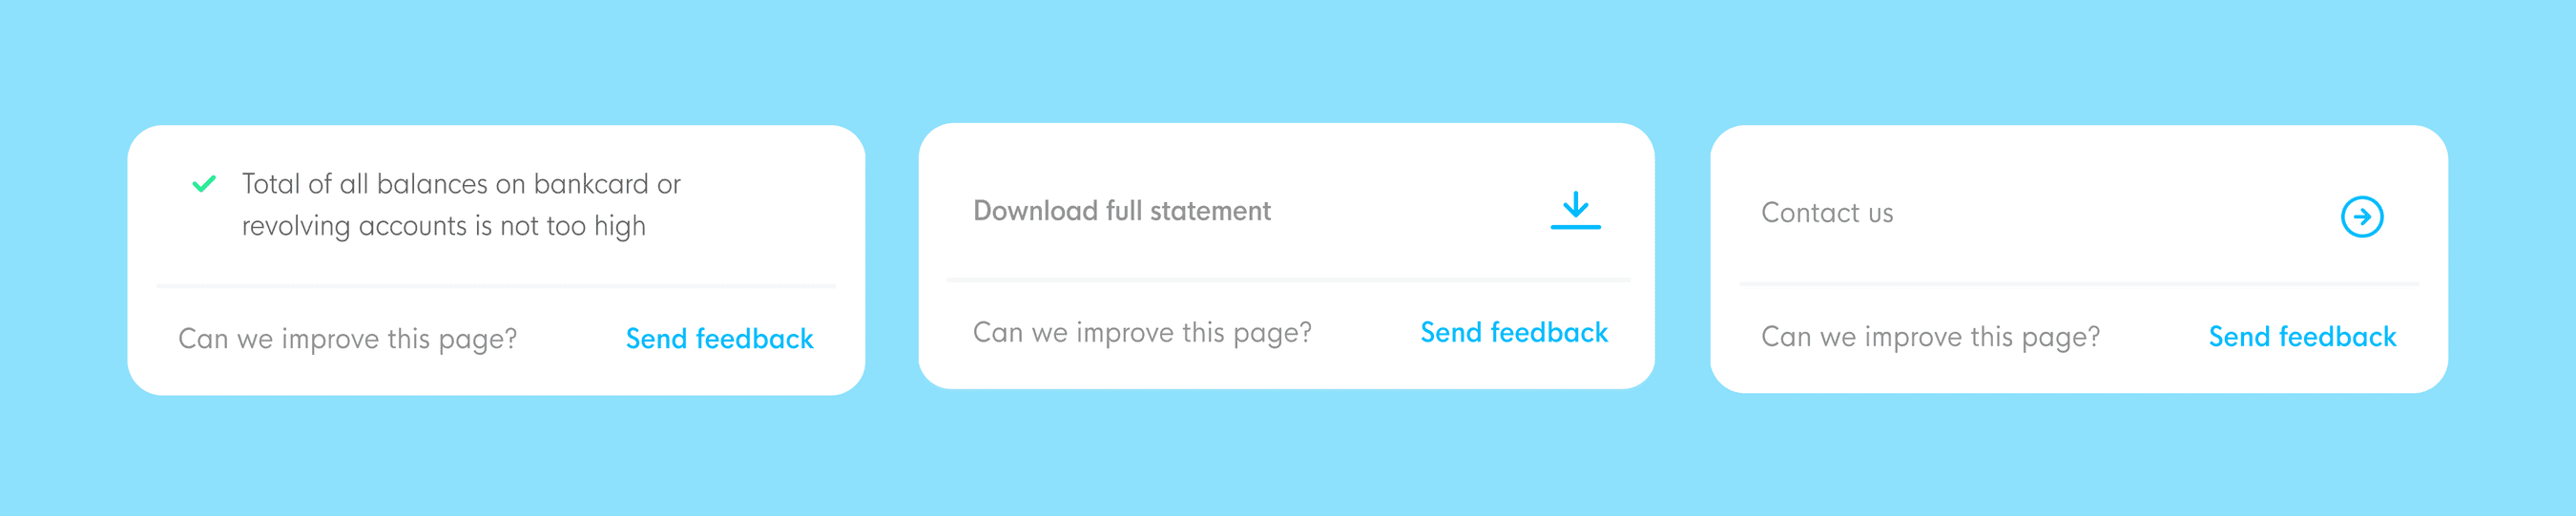 Total of all balances on bankcard or
revolving accounts is not too high
Can we improve this page? Send feedback
Download full statement
Can we improve this page? Send feedback
Contact us
Can we improve this page? Send feedback